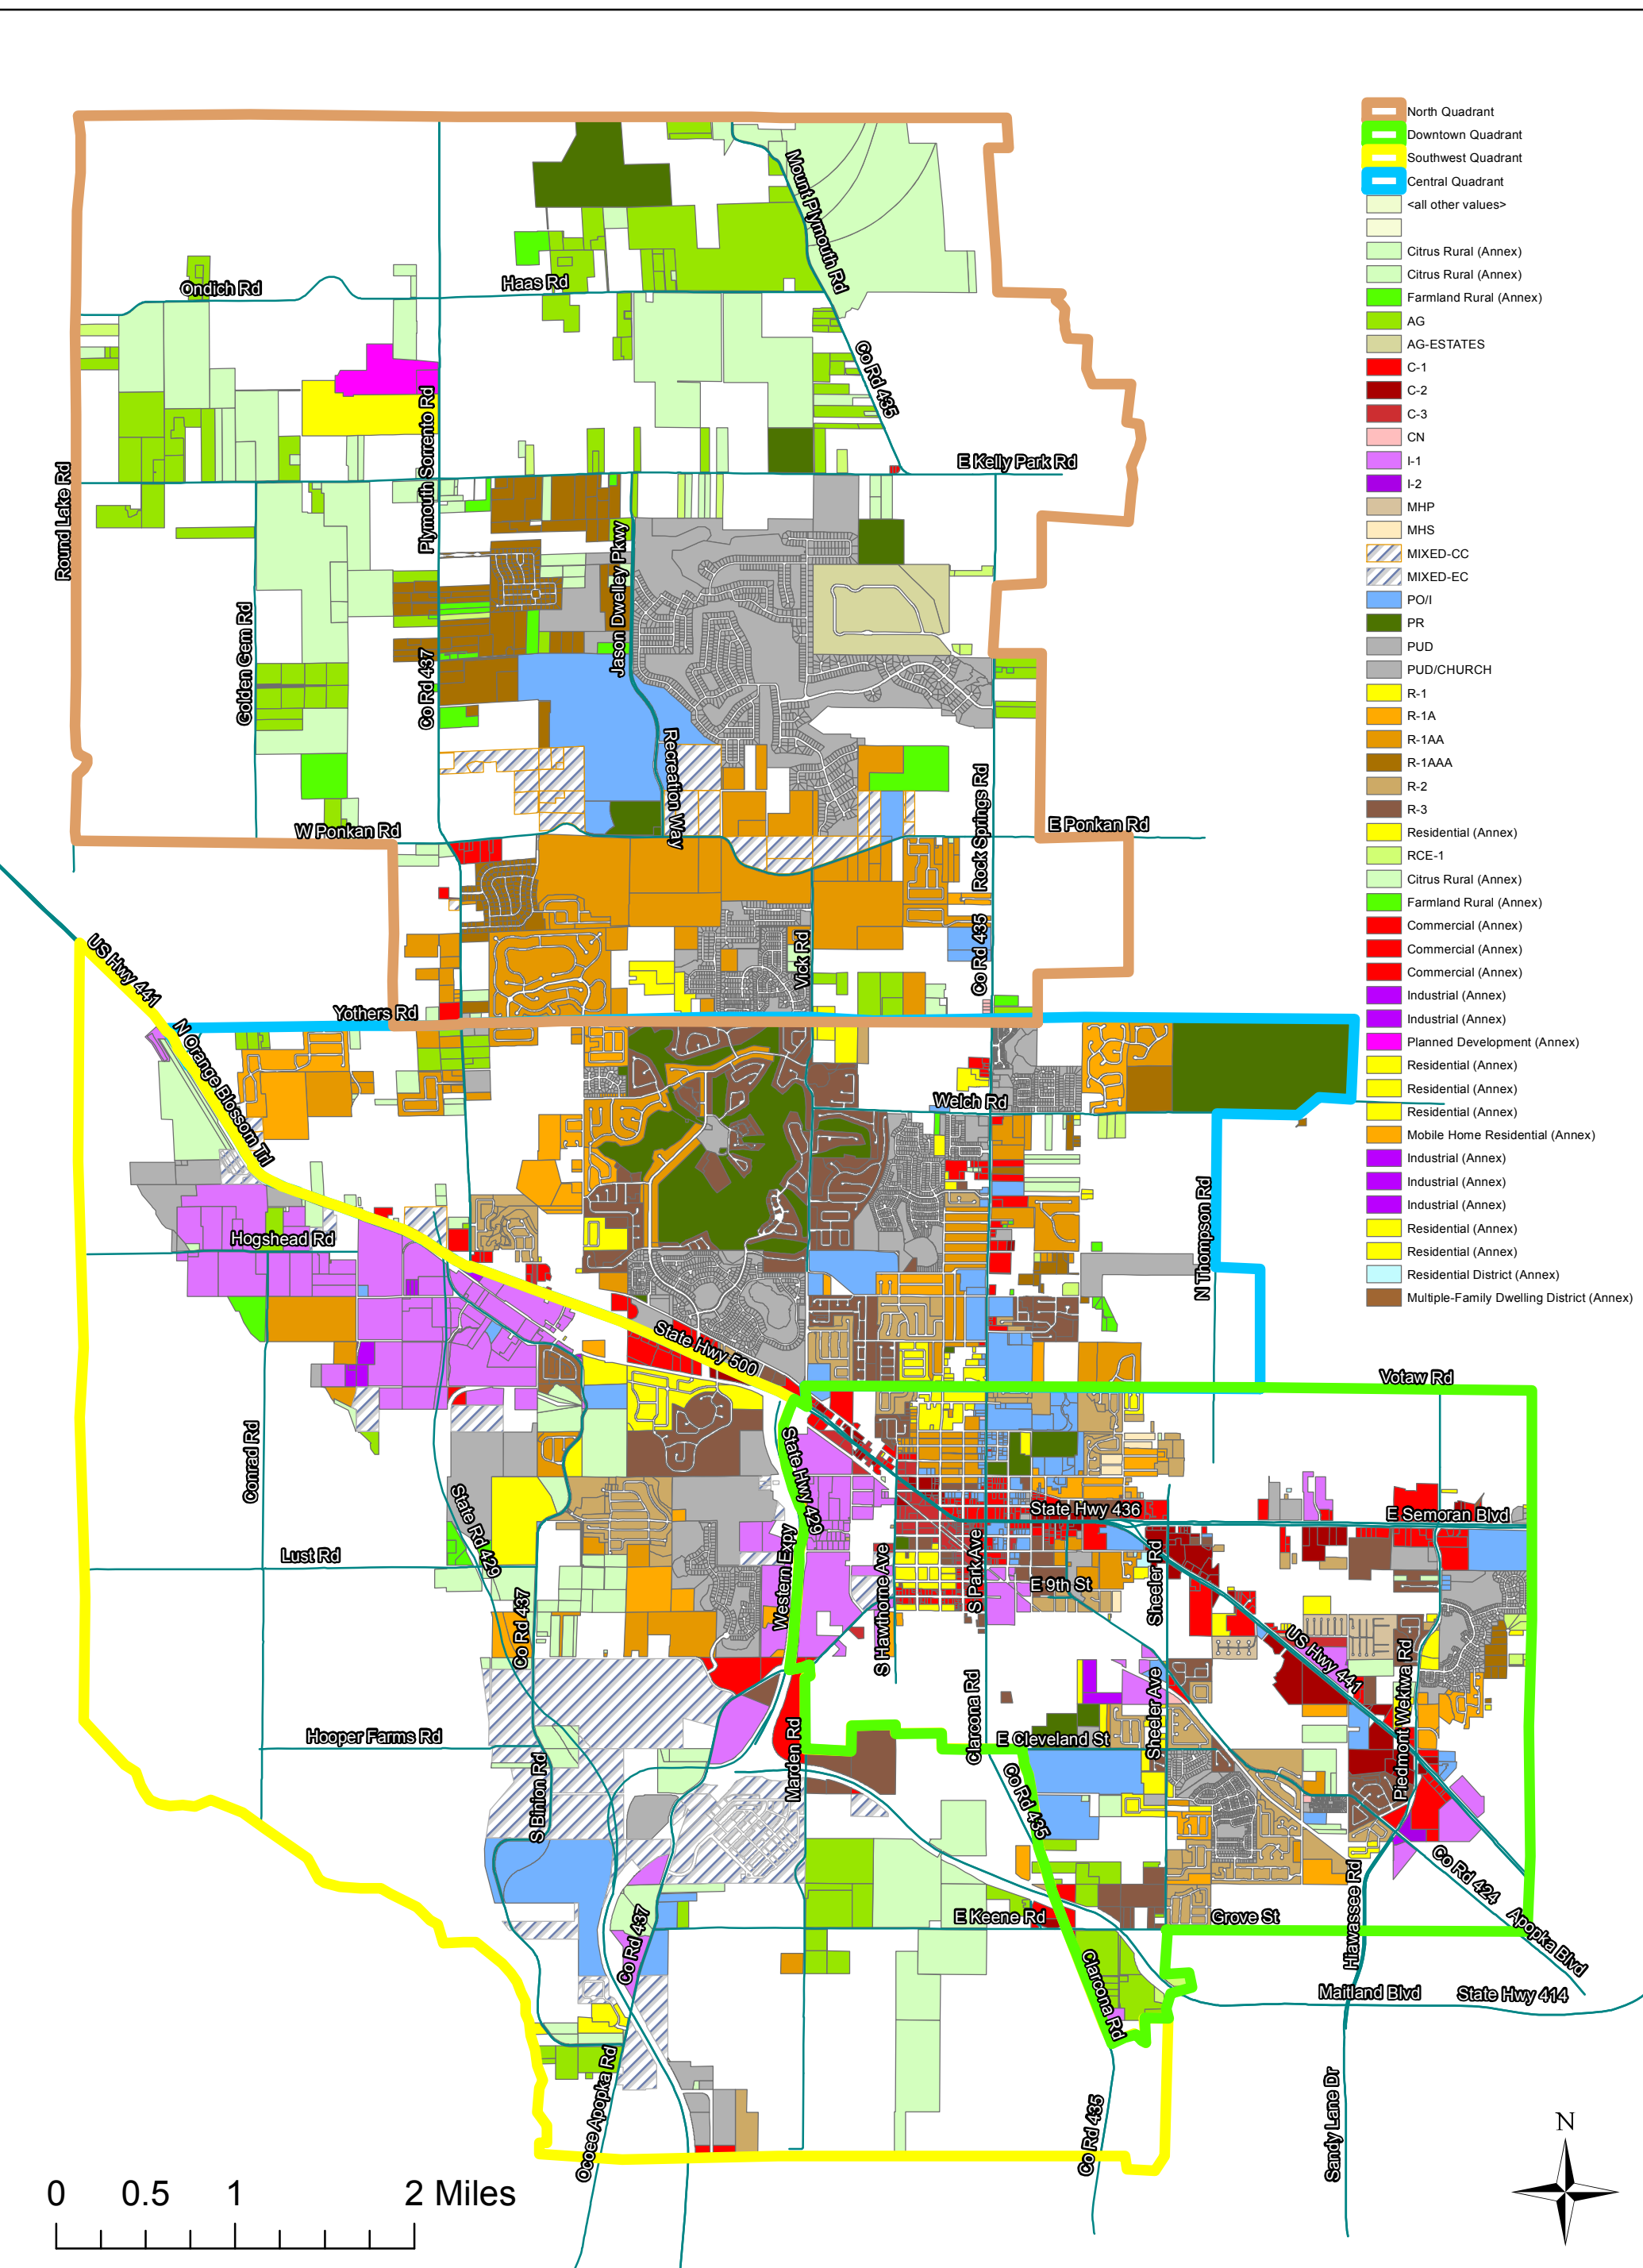 North Quadrant
Downtown Quadrant
Southwest Quadrant
Central Quadrant
<all other values>
Citrus Rural (Annex)
Citrus Rural (Annex)
Farmland Rural (Annex)
AG
AG-ESTATES
C-1
C-2
C-3
CN
I-1
I-2
MHP
MHS
MIXED-CC
MIXED-EC
PO/I
PR
PUD
PUD/CHURCH
R-1
R-1A
R-1AA
R-1AAA
R-2
R-3
Residential (Annex)
RCE-1
Citrus Rural (Annex)
Farmland Rural (Annex)
Commercial (Annex)
Commercial (Annex)
Commercial (Annex)
Industrial (Annex)
Industrial (Annex)
Planned Development (Annex)
Residential (Annex)
Residential (Annex)
Residential (Annex)
Mobile Home Residential (Annex)
Industrial (Annex)
Industrial (Annex)
Industrial (Annex)
Residential (Annex)
Residential (Annex)
Residential District (Annex)
Multiple-Family Dwelling District (Annex)
Mount Plymouth Rd
Ondich Rd
Haas Rd
Co Rd 435
Plymouth Sorrento Rd
E Kelly Park Rd
Round Lake Rd
Jason Dwelley Pkwy
Golden Gem Rd
Co Rd 437
Recreation Way
Rock Springs Rd
W Ponkan Rd
E Ponkan Rd
Co Rd 435
Vick Rd
US Hwy 441
Yothers Rd
N Orange Blossom Trl
Welch Rd
N Thompson Rd
Hogshead Rd
State Hwy 500
Votaw Rd
Conrad Rd
State Hwy 429
State Rd 429
State Hwy 436
E Semoran Blvd
Lust Rd
Western Expy
S Hawthorne Ave
S Park Ave
E 9th St
Sheeler Rd
Co Rd 437
US Hwy 441
Piedmont Wekiwa Rd
Clarcona Rd
Sheeler Ave
Hooper Farms Rd
E Cleveland St
Marden Rd
S Binion Rd
Co Rd 435
Co Rd 424
Hiawassee Rd
E Keene Rd
Grove St
Apopka Blvd
Co Rd 437
Clarcona Rd
Maitland Blvd
State Hwy 414
Ocoee Apopka Rd
Co Rd 435
Sandy Lane Dr
N
0 0.5 1 2 Miles